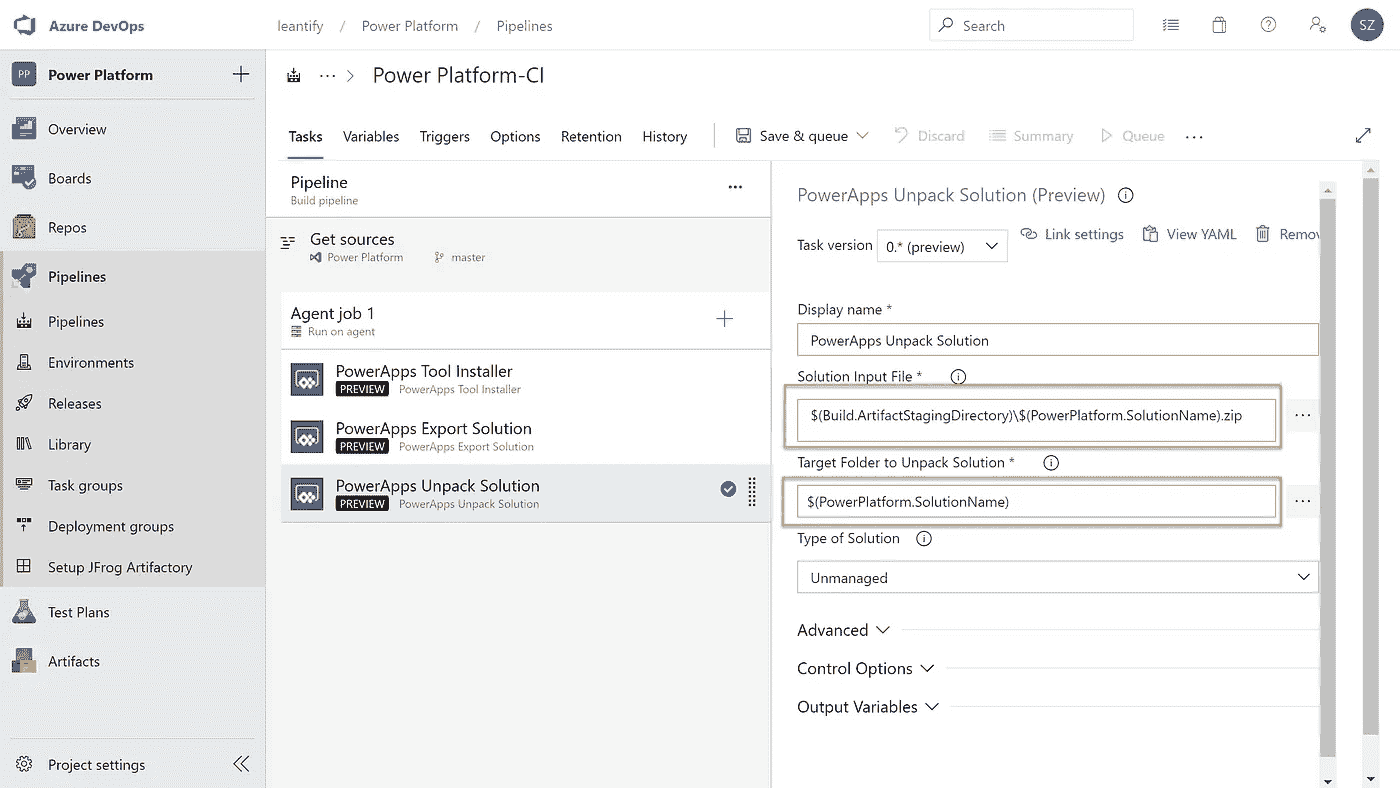 Azure DevOps
leantify / Power Platform / Pipelines
Search
SZ
PP
Power Platform
Power Platform-CI
Overview
Boards
Repos
Pipelines
Pipelines
Environments
Releases
Library
Task groups
Deployment groups
Setup JFrog Artifactory
Test Plans
Artifacts
Project settings
Tasks Variables Triggers Options Retention History
Save & queue Discard Summary Queue
Pipeline
Build pipeline
Get sources
Power Platform master
Agent job 1
Run on agent
PowerApps Tool Installer
PREVIEW PowerApps Tool Installer
PowerApps Export Solution
PREVIEW PowerApps Export Solution
PowerApps Unpack Solution
PREVIEW PowerApps Unpack Solution
PowerApps Unpack Solution (Preview)
Task version 0.* (preview) Link settings View YAML Remov
Display name *
PowerApps Unpack Solution
Solution Input File *
$(Build.ArtifactStagingDirectory)\$(PowerPlatform.SolutionName).zip
Target Folder to Unpack Solution *
$(PowerPlatform.SolutionName)
Type of Solution
Unmanaged
Advanced
Control Options
Output Variables